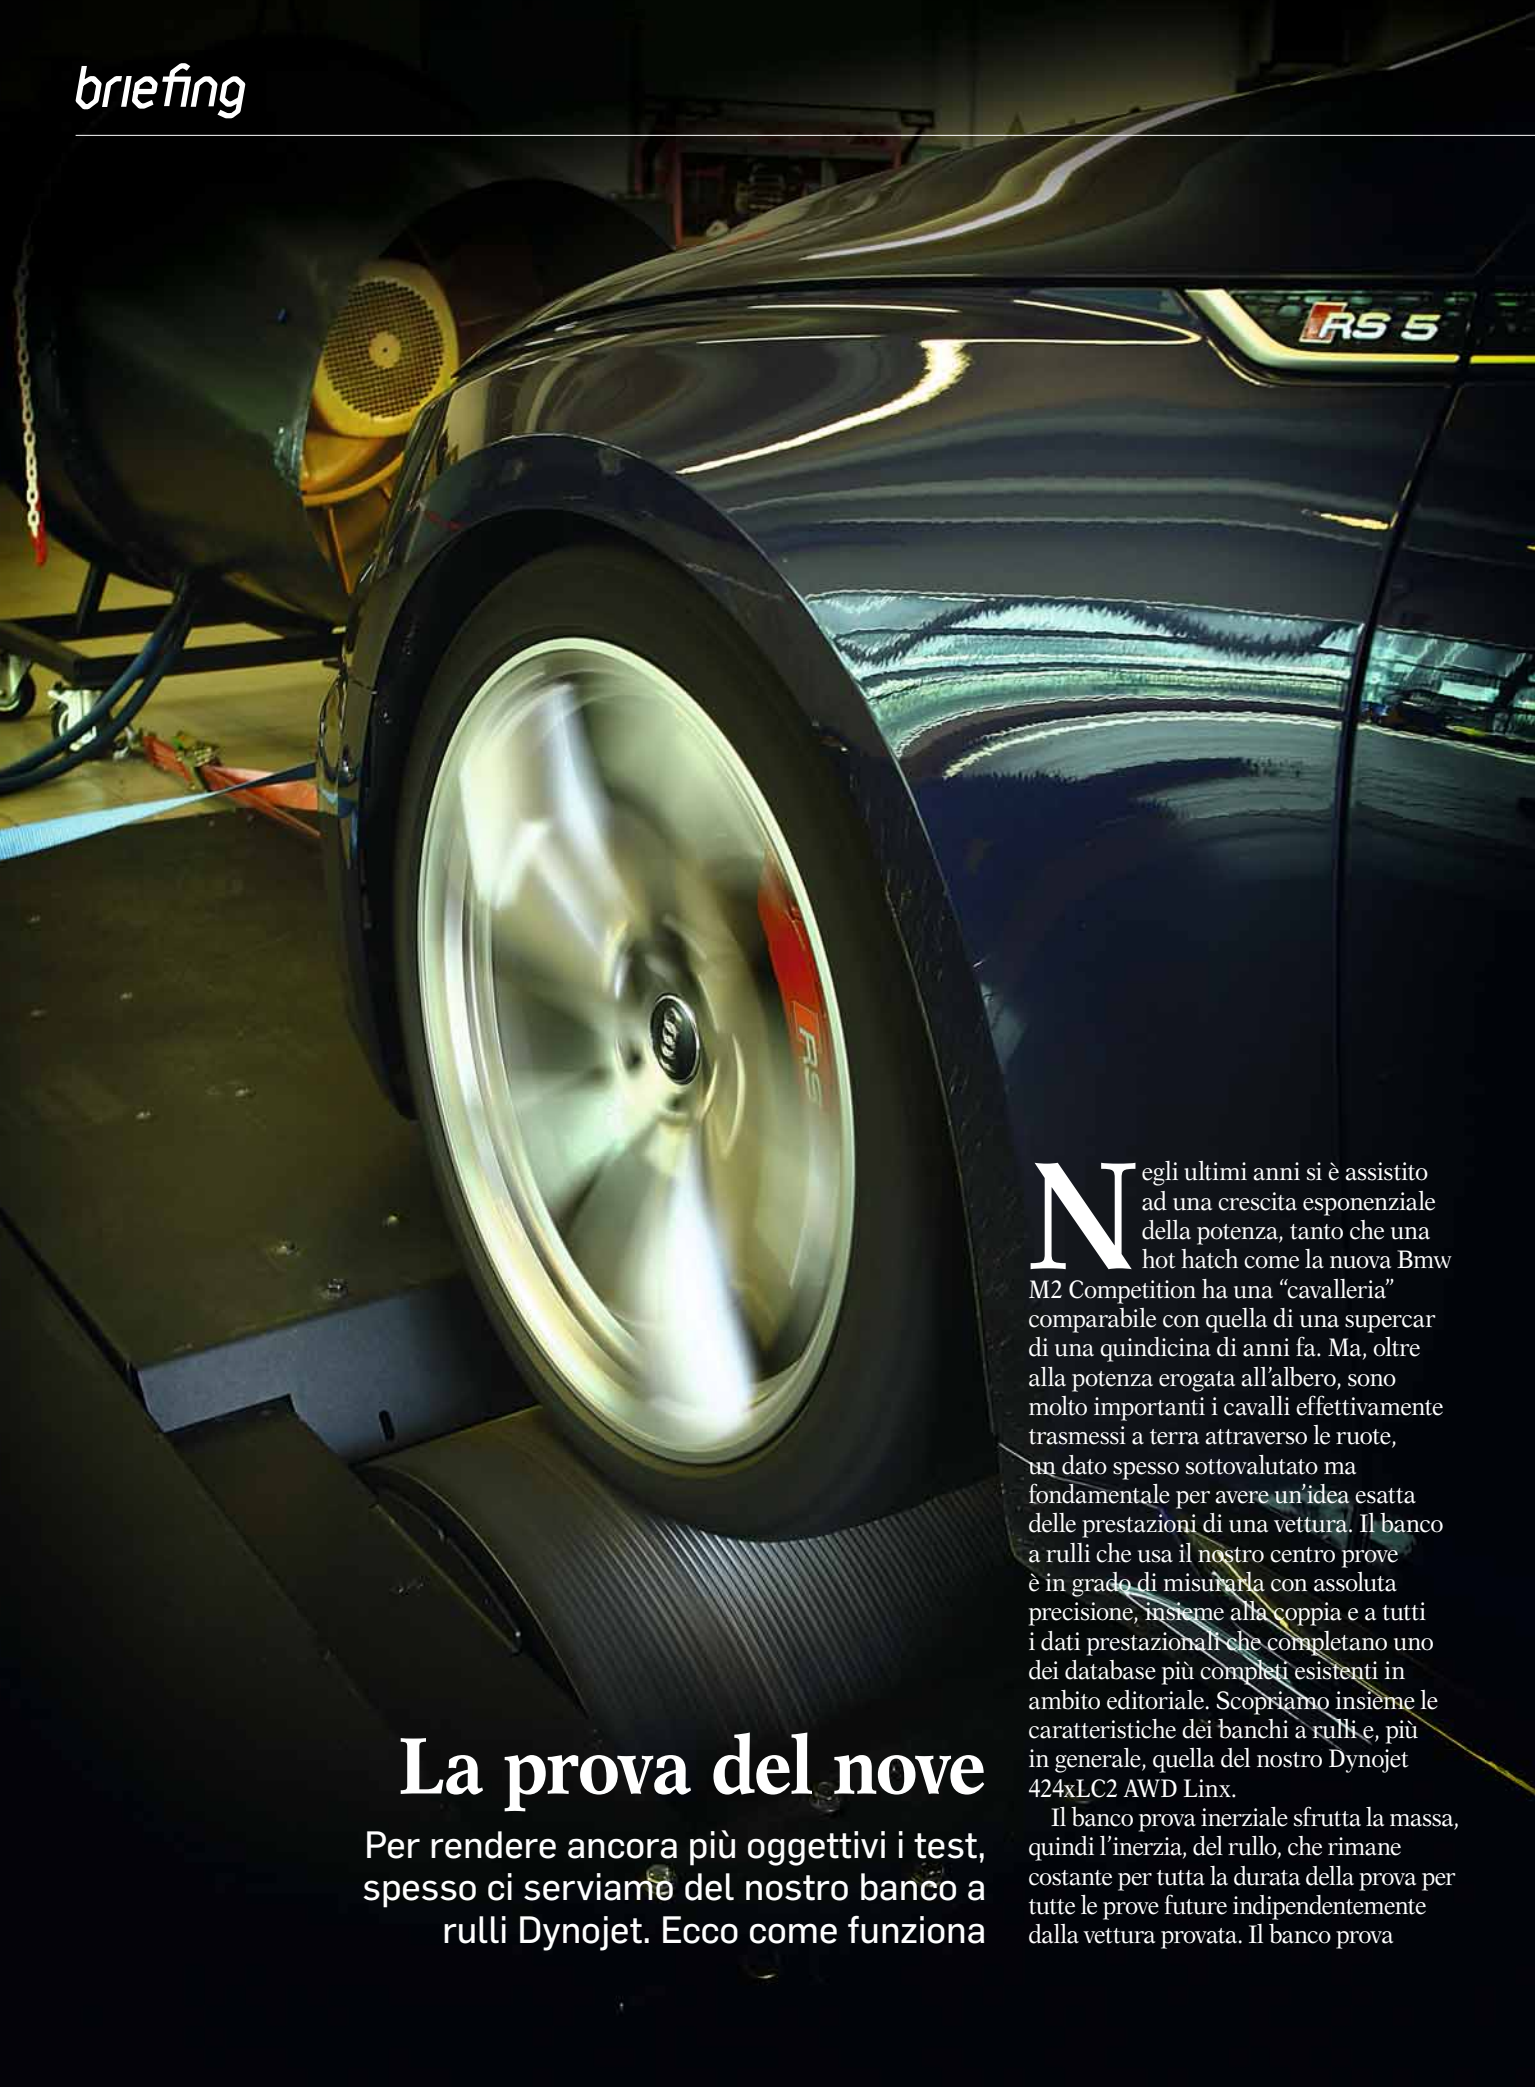 briefing
RS 5
RS
La prova del nove
Per rendere ancora più oggettivi i test,
spesso ci serviamo del nostro banco a
rulli Dynojet. Ecco come funziona
Negli ultimi anni si è assistito
ad una crescita esponenziale
della potenza, tanto che una
hot hatch come la nuova Bmw
M2 Competition ha una “cavalleria”
comparabile con quella di una supercar
di una quindicina di anni fa. Ma, oltre
alla potenza erogata all’albero, sono
molto importanti i cavalli effettivamente
trasmessi a terra attraverso le ruote,
un dato spesso sottovalutato ma
fondamentale per avere un’idea esatta
delle prestazioni di una vettura. Il banco
a rulli che usa il nostro centro prove
è in grado di misurarla con assoluta
precisione, insieme alla coppia e a tutti
i dati prestazionali che completano uno
dei database più completi esistenti in
ambito editoriale. Scopriamo insieme le
caratteristiche dei banchi a rulli e, più
in generale, quella del nostro Dynojet
424xLC2 AWD Linx.
Il banco prova inerziale sfrutta la massa,
quindi l’inerzia, del rullo, che rimane
costante per tutta la durata della prova per
tutte le prove future indipendentemente
dalla vettura provata. Il banco prova